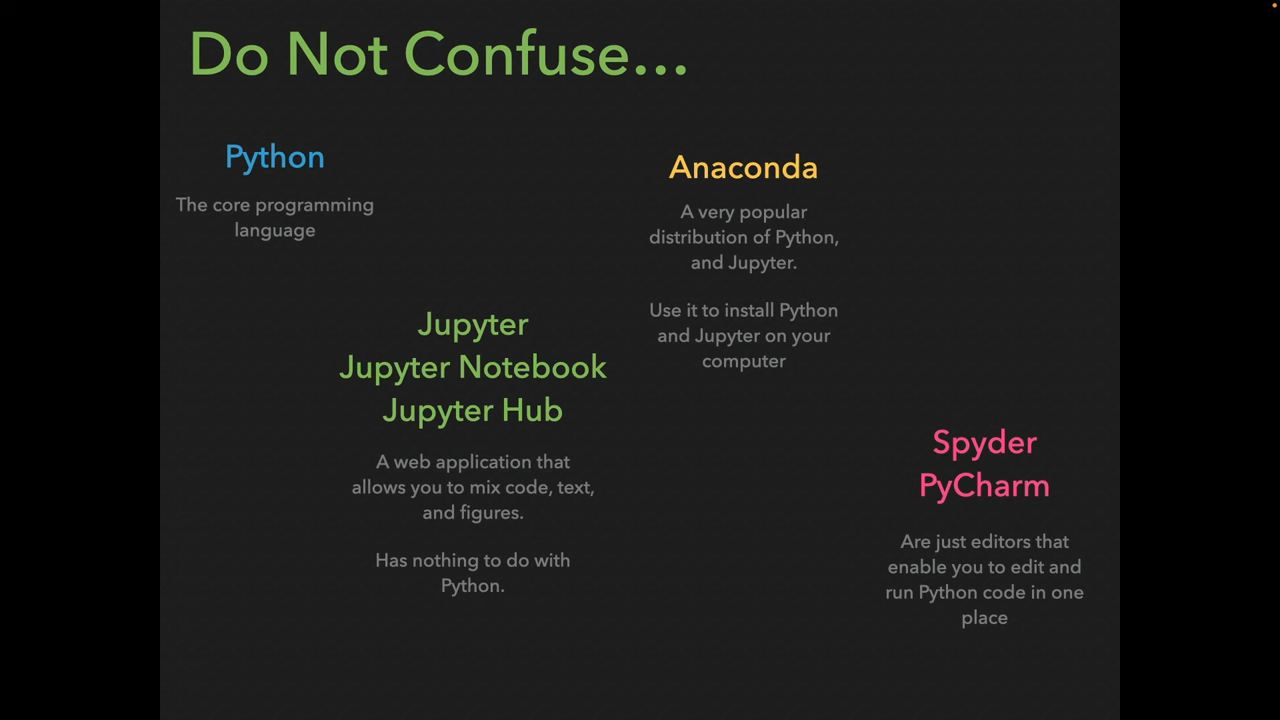 Do Not Confuse...
Python
The core programming
language
Jupyter
Jupyter Notebook
Jupyter Hub
A web application that
allows you to mix code, text,
and figures.
Has nothing to do with
Python.
Anaconda
A very popular
distribution of Python,
and Jupyter.
Use it to install Python
and Jupyter on your
computer
Spyder
PyCharm
Are just editors that
enable you to edit and
run Python code in one
place